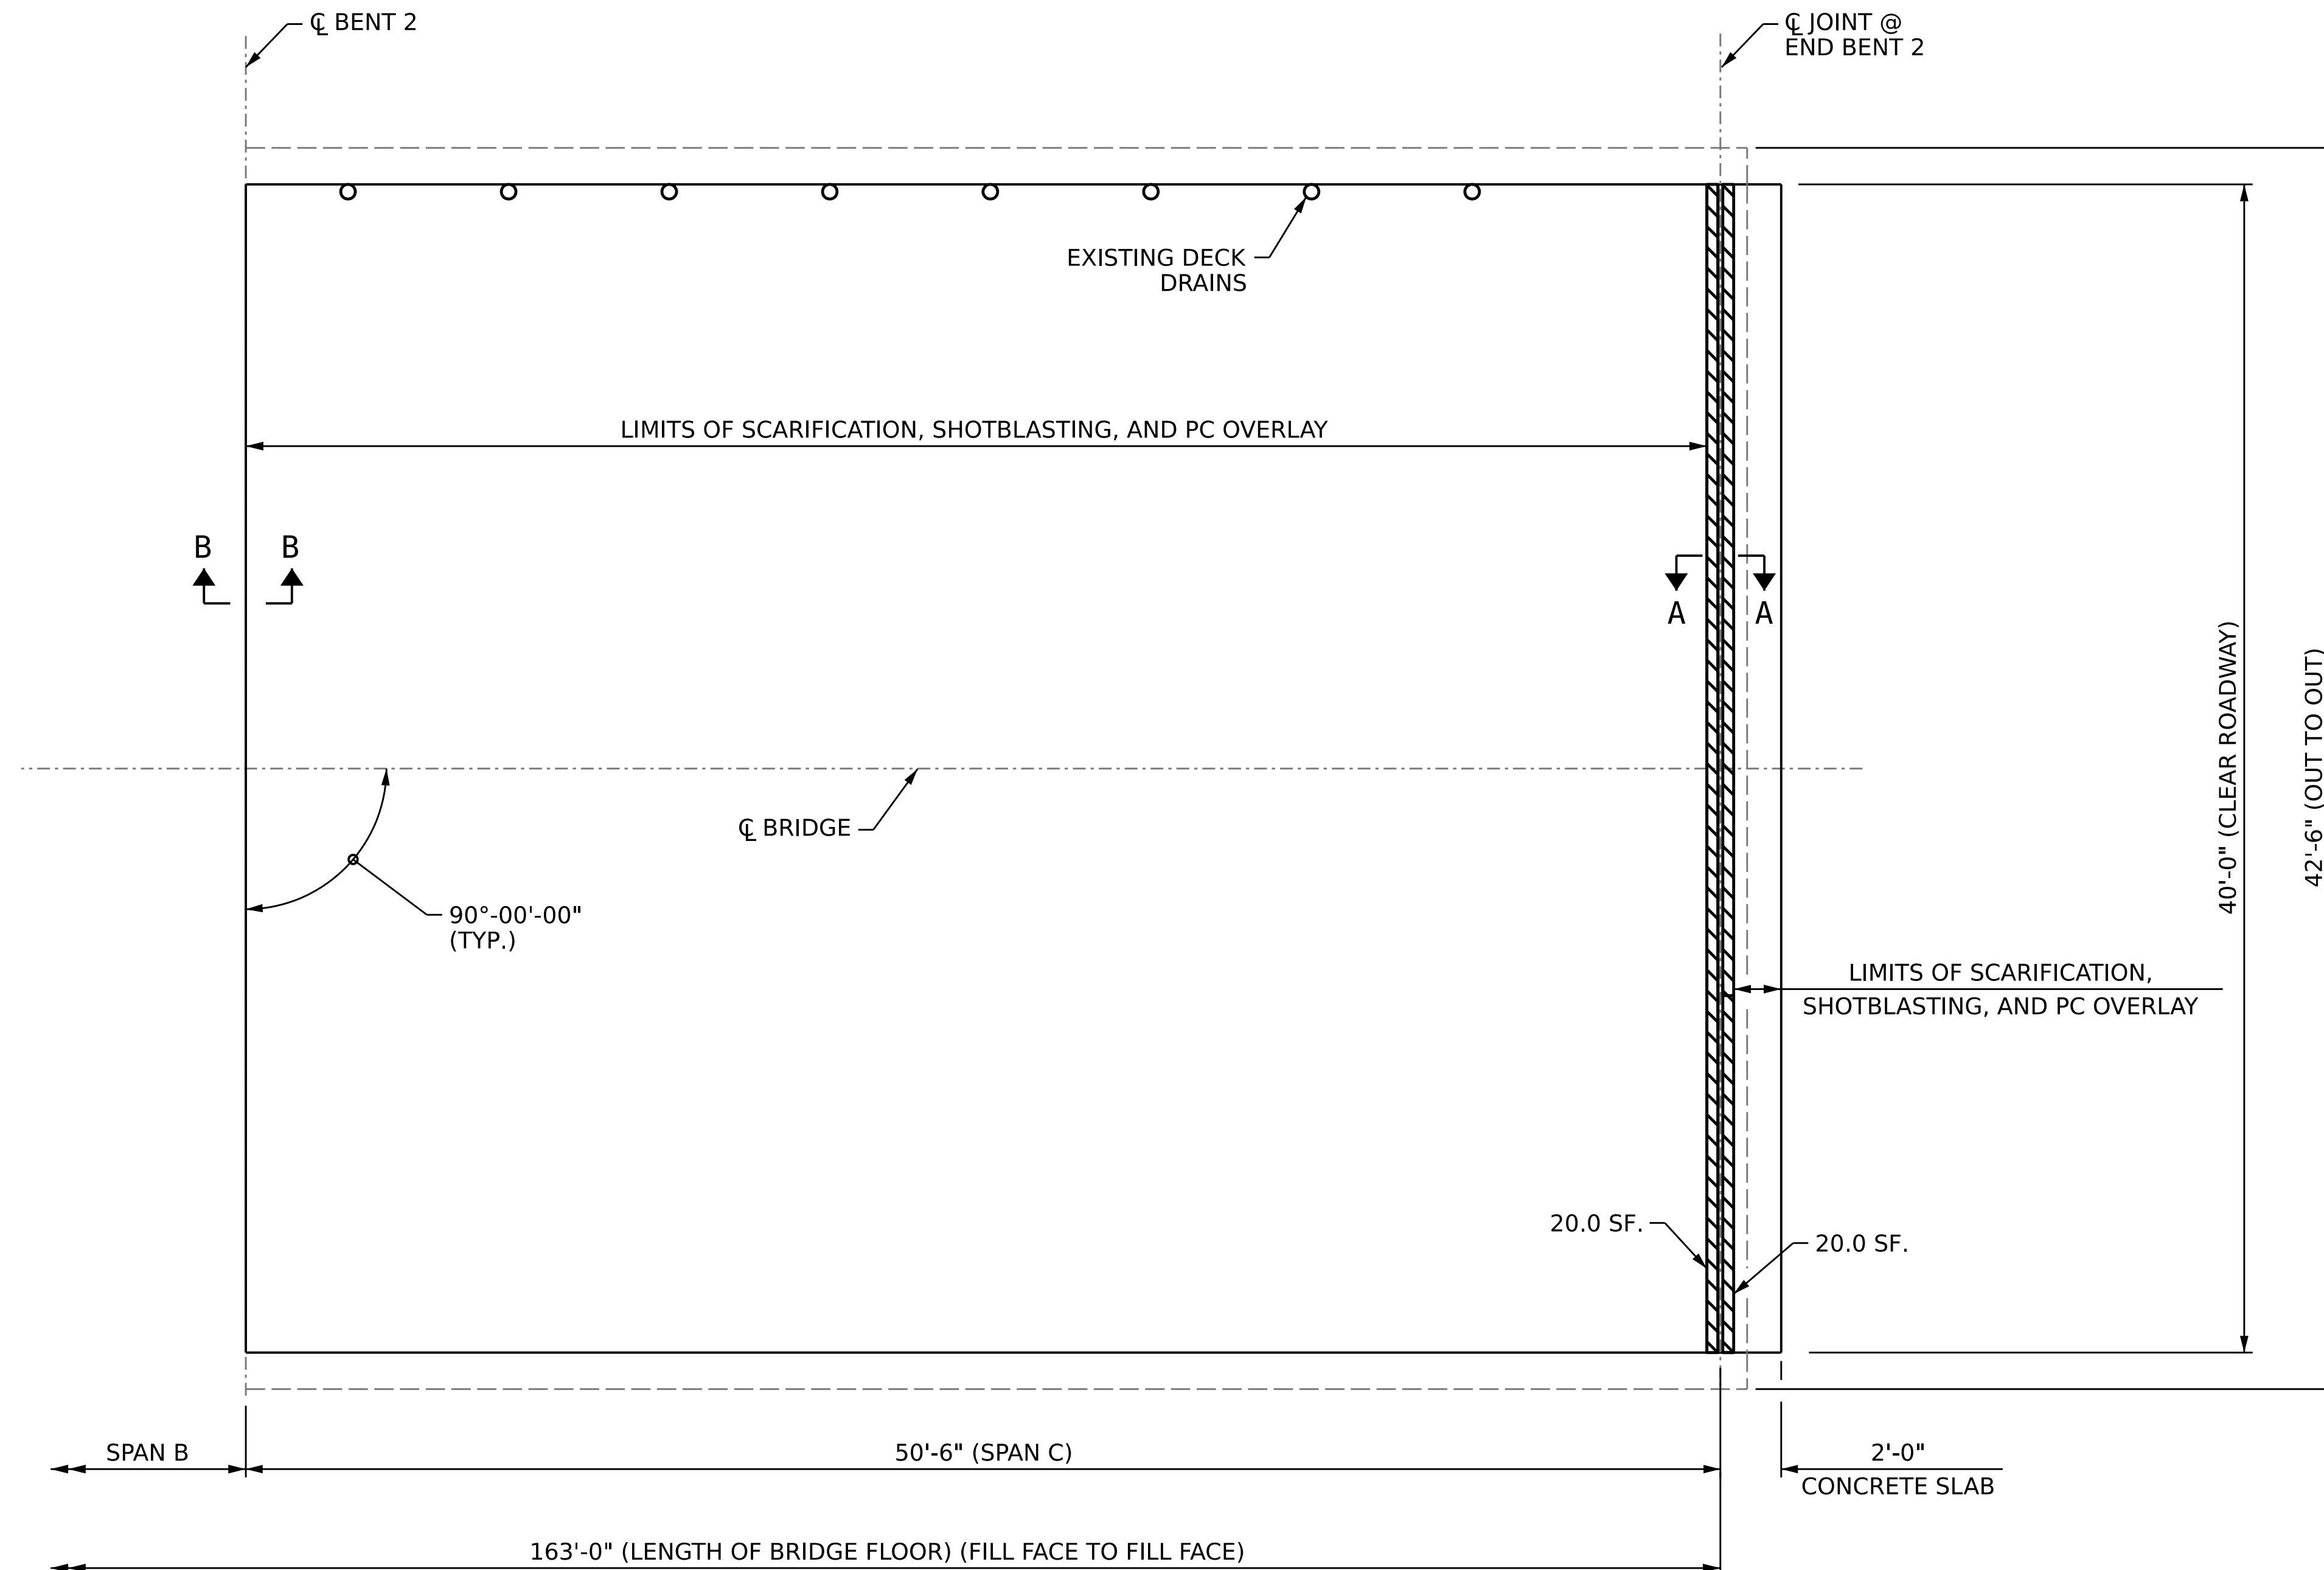 ℄ BENT 2
℄ JOINT @
END BENT 2
EXISTING DECK
DRAINS
LIMITS OF SCARIFICATION, SHOTBLASTING, AND PC OVERLAY
B B
A A
40'-0" (CLEAR ROADWAY)
42'-6" (OUT TO OUT)
℄ BRIDGE
90°-00'-00"
(TYP.)
LIMITS OF SCARIFICATION,
SHOTBLASTING, AND PC OVERLAY
20.0 SF.
20.0 SF.
SPAN B
50'-6" (SPAN C)
2'-0"
CONCRETE SLAB
163'-0" (LENGTH OF BRIDGE FLOOR) (FILL FACE TO FILL FACE)